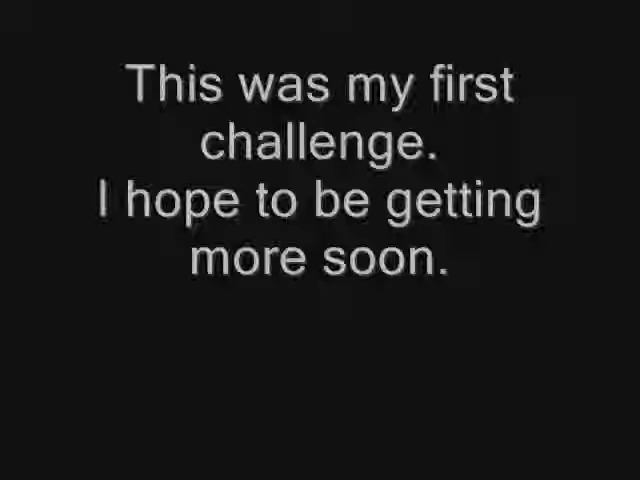 This was my first
challenge.
I hope to be getting
more soon.